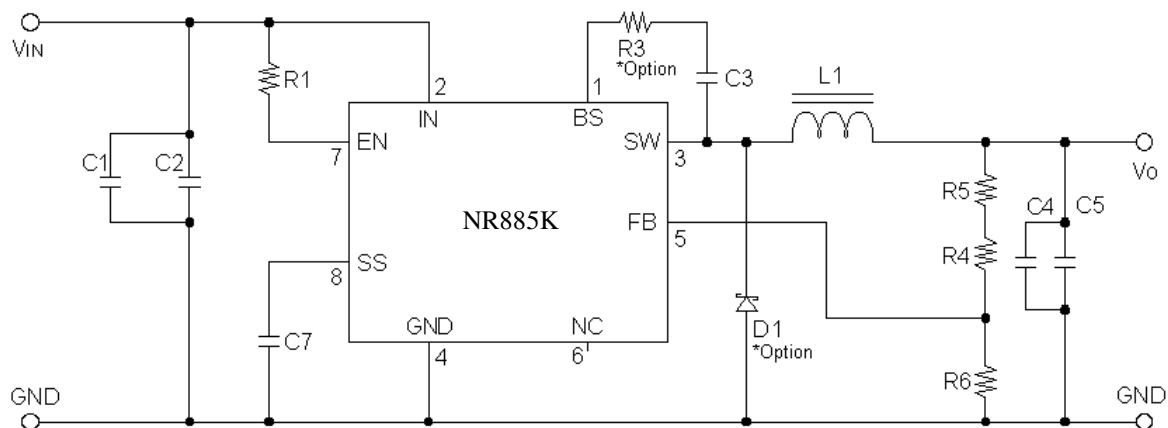 VIN
R1
2
IN
1
BS
R3
*Option
C3
L1
EN
7
SW
3
C1
C2
NR885K
FB
5
VO
R5
R4
C4
C5
SS
8
C7
GND
4
NC
6
D1
*Option
R6
GND
GND